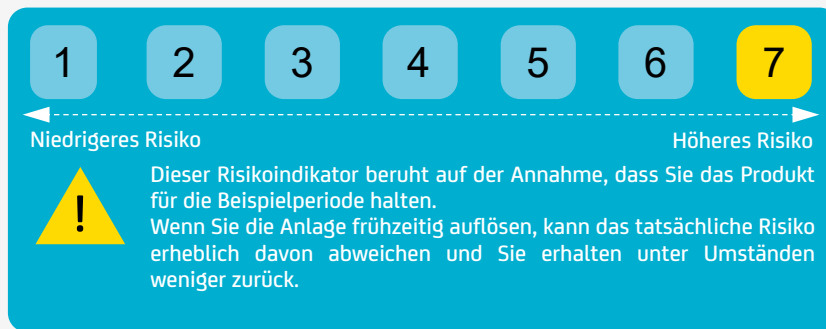 1 2 3 4 5 6 7
Niedrigeres Risiko Höheres Risiko
Dieser Risikoindikator beruht auf der Annahme, dass Sie das Produkt
für die Beispielperiode halten.
Wenn Sie die Anlage frühzeitig auflösen, kann das tatsächliche Risiko
erheblich davon abweichen und Sie erhalten unter Umständen
weniger zurück.
!